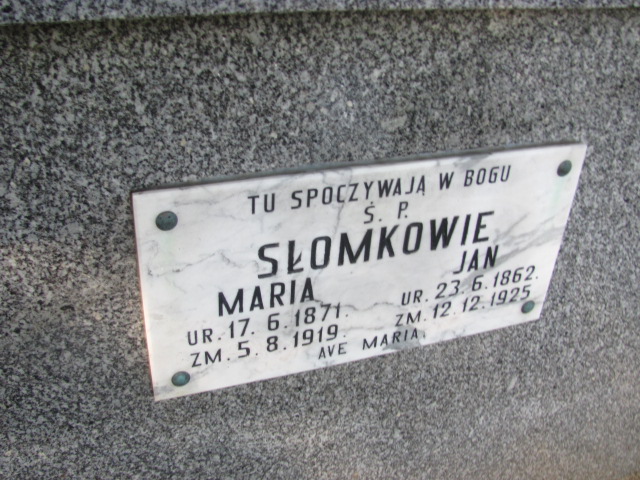 TU SPOCZYWAJĄ W BOGU
Ś. P.
SŁOMKOWIE
MARIA
UR. 17. 6. 1871.
ZM. 5. 8. 1919.
JAN
UR. 23. 6. 1862.
ZM. 12. 12. 1925.
AVE MARIA.